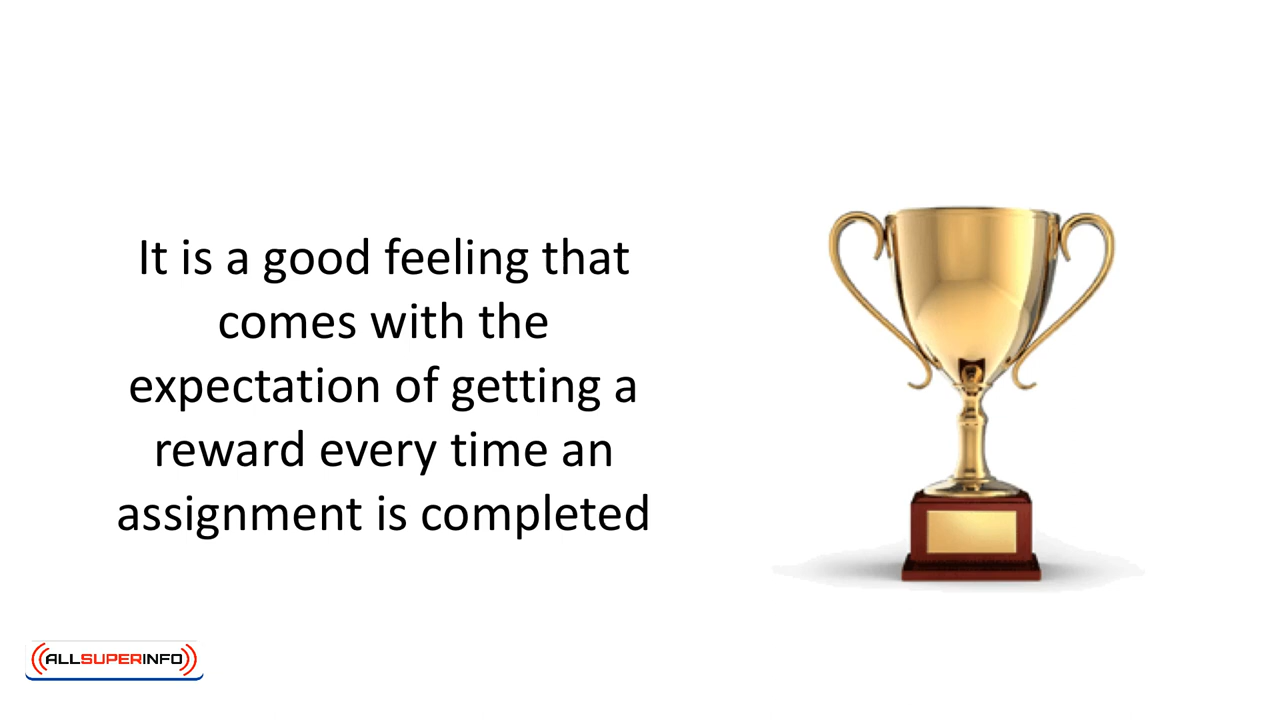 It is a good feeling that
comes with the
expectation of getting a
reward every time an
assignment is completed
ALLSUPERINFO